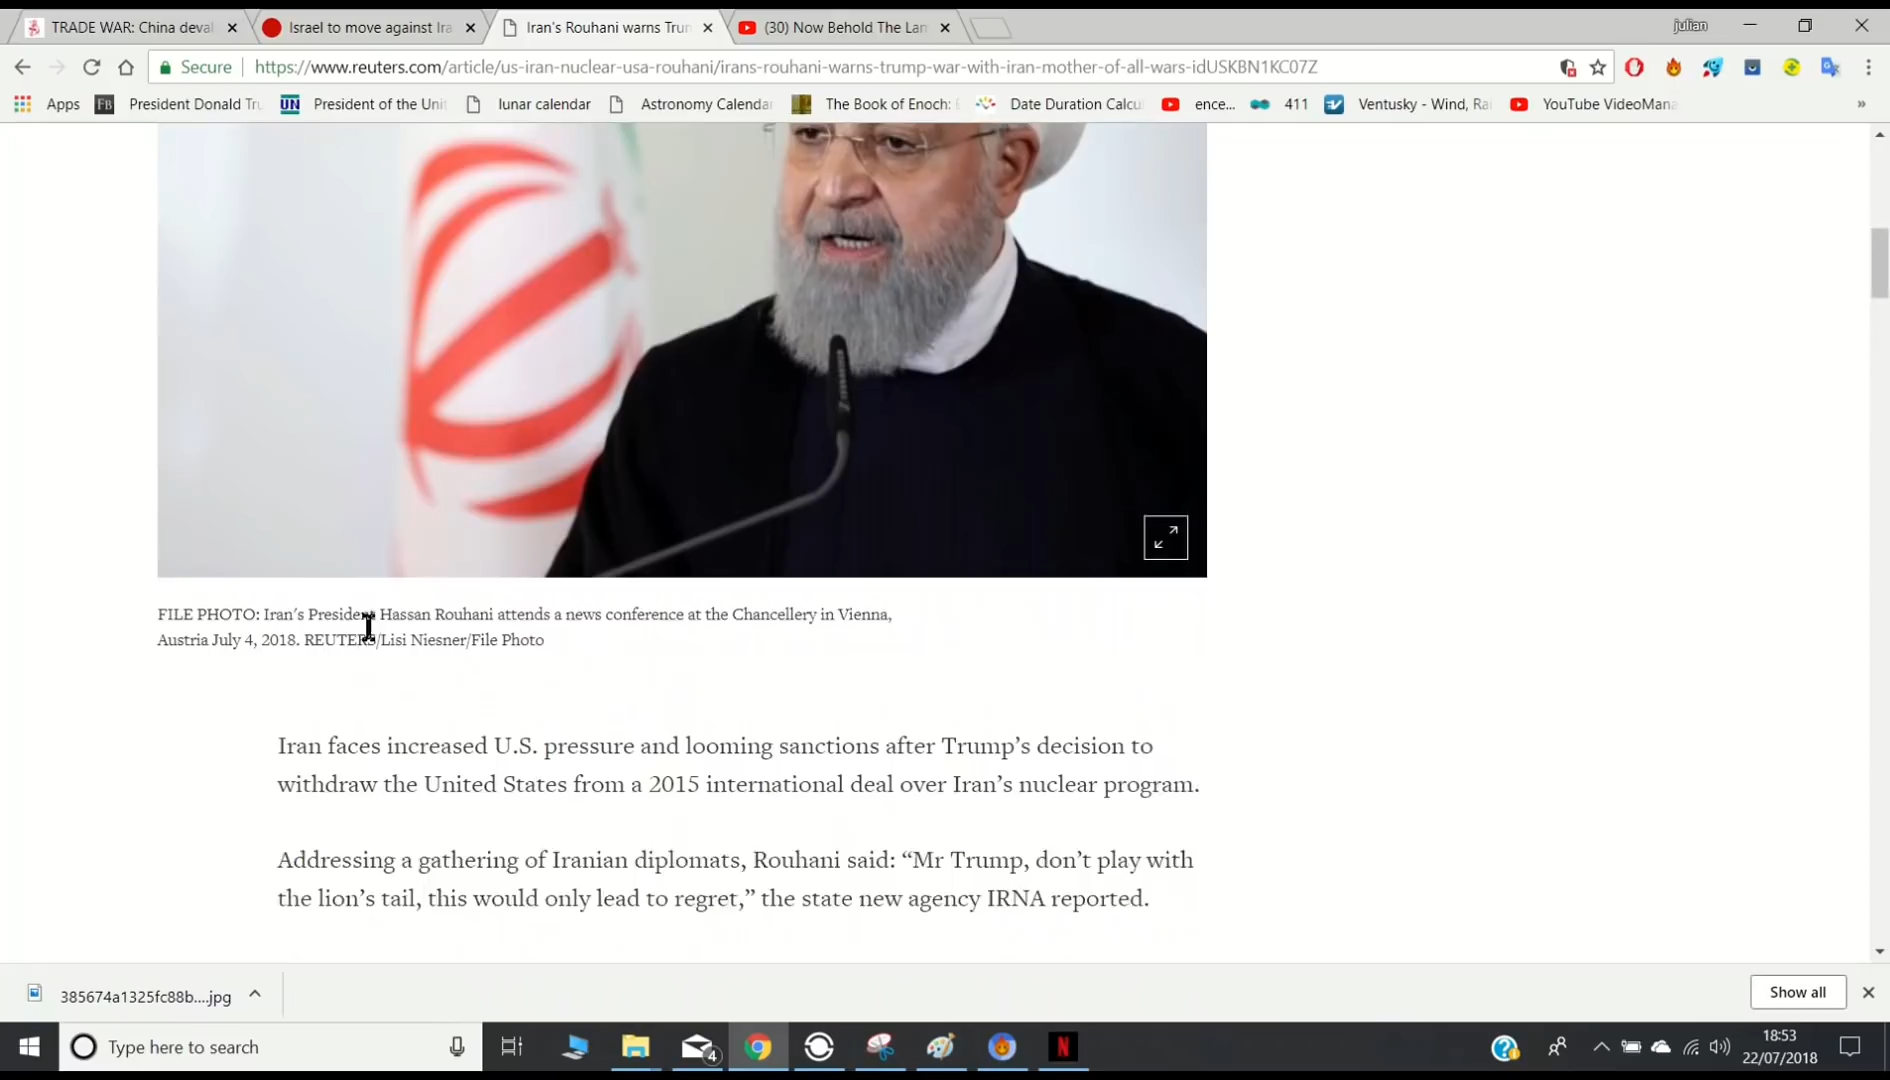 TRADE WAR: China deval
Israel to move against Ira
Iran's Rouhani warns Trum
(30) Now Behold The Lam
julian
Secure
https://www.reuters.com/article/us-iran-nuclear-usa-rouhani/irans-rouhani-warns-trump-war-with-iran-mother-of-all-wars-idUSKBN1KC07Z
Apps
FB President Donald Tru
UN President of the Unit
lunar calendar
Astronomy Calendar
The Book of Enoch:
Date Duration Calcu
ence...
411
Ventusky - Wind, Rai
YouTube VideoMana
»
FILE PHOTO: Iran's President Hassan Rouhani attends a news conference at the Chancellery in Vienna,
Austria July 4, 2018. REUTERS/Lisi Niesner/File Photo
Iran faces increased U.S. pressure and looming sanctions after Trump’s decision to
withdraw the United States from a 2015 international deal over Iran’s nuclear program.
Addressing a gathering of Iranian diplomats, Rouhani said: “Mr Trump, don’t play with
the lion’s tail, this would only lead to regret,” the state new agency IRNA reported.
385674a1325fc88b....jpg
Show all
Type here to search
4
N
18:53
22/07/2018